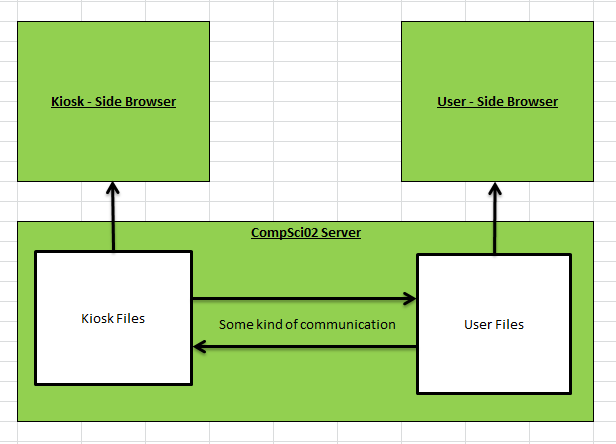 Kiosk - Side Browser
User - Side Browser
CompSci02 Server
Kiosk Files
Some kind of communication
User Files